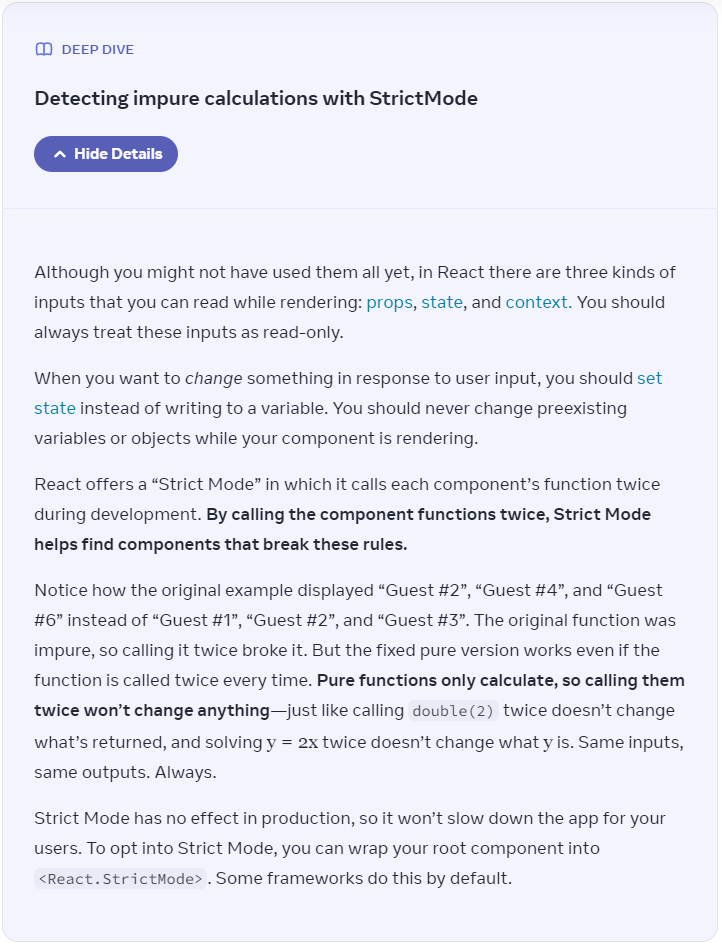 DEEP DIVE
Detecting impure calculations with StrictMode
Hide Details
Although you might not have used them all yet, in React there are three kinds of
inputs that you can read while rendering: props, state, and context. You should
always treat these inputs as read-only.
When you want to change something in response to user input, you should set
state instead of writing to a variable. You should never change preexisting
variables or objects while your component is rendering.
React offers a “Strict Mode” in which it calls each component’s function twice
during development. By calling the component functions twice, Strict Mode
helps find components that break these rules.
Notice how the original example displayed “Guest #2”, “Guest #4”, and “Guest
#6” instead of “Guest #1”, “Guest #2”, and “Guest #3”. The original function was
impure, so calling it twice broke it. But the fixed pure version works even if the
function is called twice every time. Pure functions only calculate, so calling them
twice won’t change anything—just like calling double(2) twice doesn’t change
what’s returned, and solving y = 2x twice doesn’t change what y is. Same inputs,
same outputs. Always.
Strict Mode has no effect in production, so it won’t slow down the app for your
users. To opt into Strict Mode, you can wrap your root component into
<React.StrictMode>. Some frameworks do this by default.